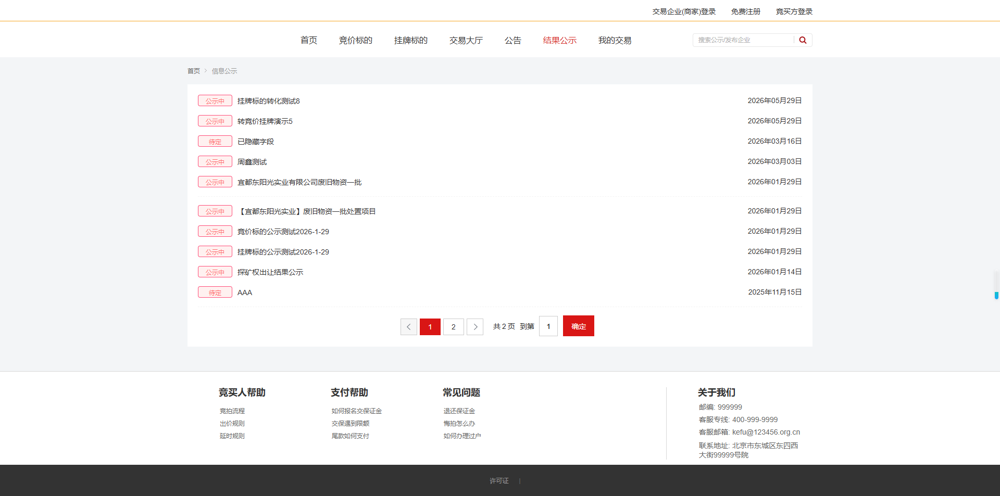 交易企业(商家)登录 免费注册 竞买方登录
首页 竞价标的 挂牌标的 交易大厅 公告 结果公示 我的交易 搜索公示/发布企业
首页 > 信息公示
公示中 挂牌标的转化测试8 2026年05月29日
公示中 转竞价挂牌演示5 2026年05月29日
待定 已隐藏字段 2026年03月16日
公示中 周鑫测试 2026年03月03日
公示中 宜都东阳光实业有限公司废旧物资一批 2026年01月29日
公示中 【宜都东阳光实业】废旧物资一批处置项目 2026年01月29日
公示中 竞价标的公示测试2026-1-29 2026年01月29日
公示中 挂牌标的公示测试2026-1-29 2026年01月29日
公示中 探矿权出让结果公示 2026年01月14日
待定 AAA 2025年11月15日
< 1 2 > 共 2 页 到第 1 确定
竞买人帮助 支付帮助 常见问题 关于我们
竞拍流程 如何报名交保证金 退还保证金 邮编: 999999
出价规则 交保遇到限额 悔拍怎么办 客服专线: 400-999-9999
延时规则 尾款如何支付 如何办理过户 客服邮箱: kefu@123456.org.cn
联系地址: 北京市东城区东四西
大街99999号院
许可证 |